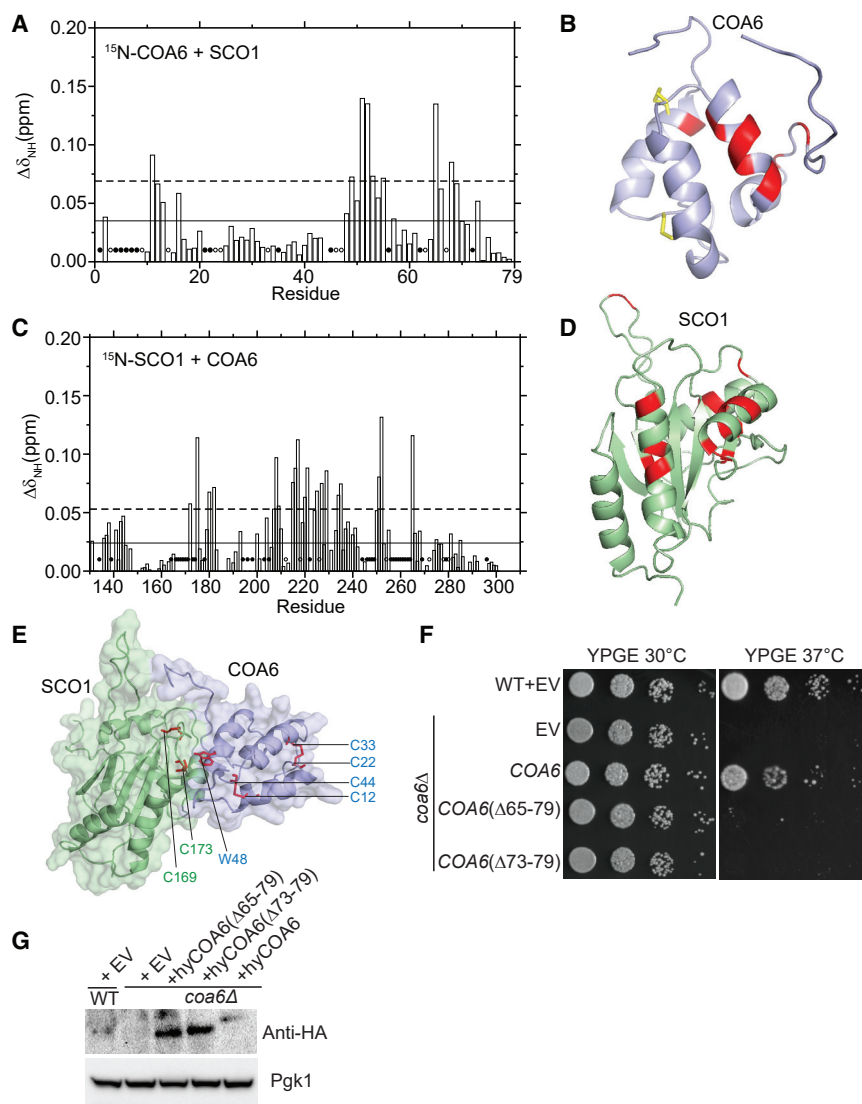 A
0.20
0.15
0.10
0.05
0.00
ΔδNH(ppm)
¹⁵N-COA6 + SCO1
0 20 40 60 79
Residue
B
COA6
C
0.20
0.15
0.10
0.05
0.00
ΔδNH(ppm)
¹⁵N-SCO1 + COA6
140 160 180 200 220 240 260 280 300
Residue
D
SCO1
E
SCO1
COA6
C33
C22
C44
C12
W48
C173
C169
F
YPGE 30°C YPGE 37°C
WT+EV
EV
COA6
COA6(Δ65-79)
COA6(Δ73-79)
coa6Δ
G
+ EV
+ EV
+hyCOA6(Δ65-79)
+hyCOA6(Δ73-79)
+hyCOA6
WT coa6Δ
Anti-HA
Pgk1